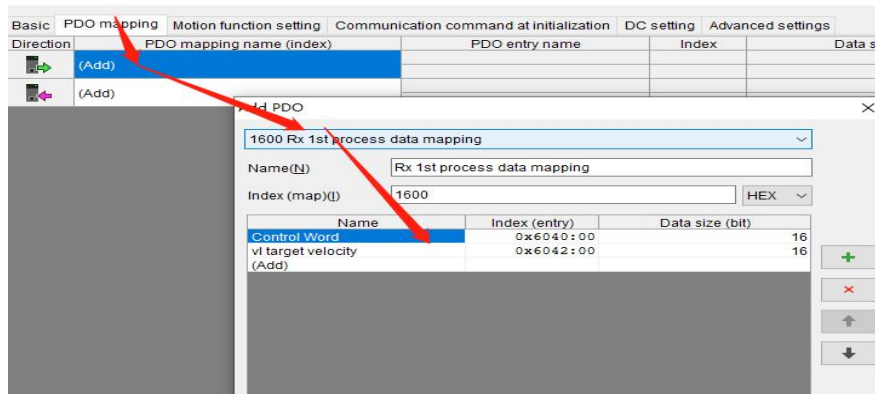 Basic PDO mapping Motion function setting Communication command at initialization DC setting Advanced settings
Direction PDO mapping name (index) PDO entry name Index Data s
(Add)
(Add)
Add PDO
1600 Rx 1st process data mapping
Name(N) Rx 1st process data mapping
Index (map)(I) 1600 HEX
Name Index (entry) Data size (bit)
Control Word 0x6040:00 16
vl target velocity 0x6042:00 16
(Add)